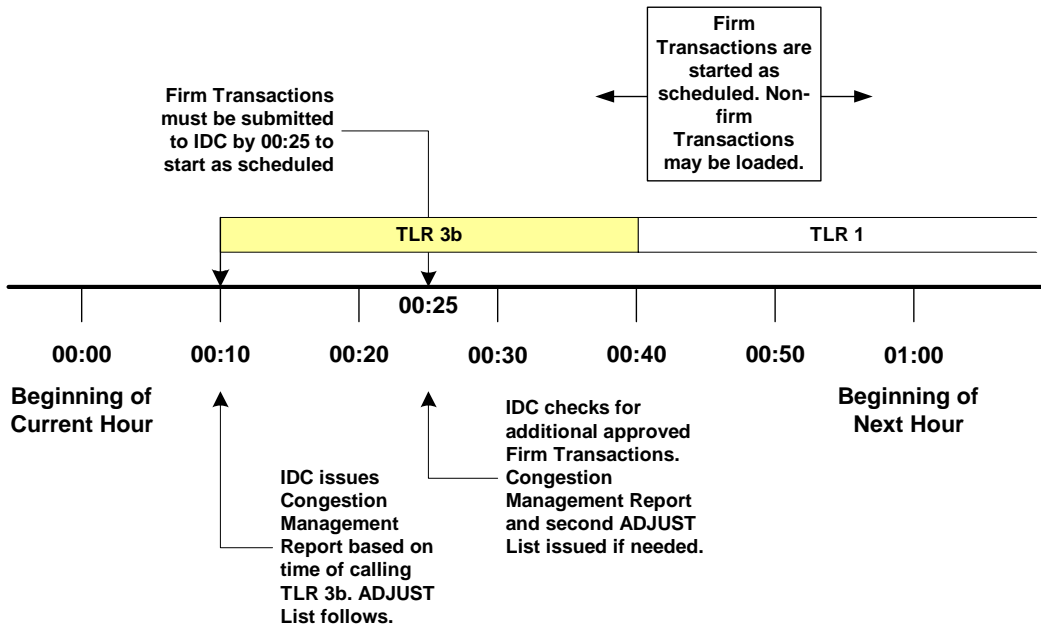 Firm
Transactions are
started as
scheduled. Non-
firm
Transactions
may be loaded.
Firm Transactions
must be submitted
to IDC by 00:25 to
start as scheduled
TLR 3b
TLR 1
00:25
00:00
00:10
00:20
00:30
00:40
00:50
01:00
Beginning of
Current Hour
Beginning of
Next Hour
IDC issues
Congestion
Management
Report based on
time of calling
TLR 3b. ADJUST
List follows.
IDC checks for
additional approved
Firm Transactions.
Congestion
Management Report
and second ADJUST
List issued if needed.